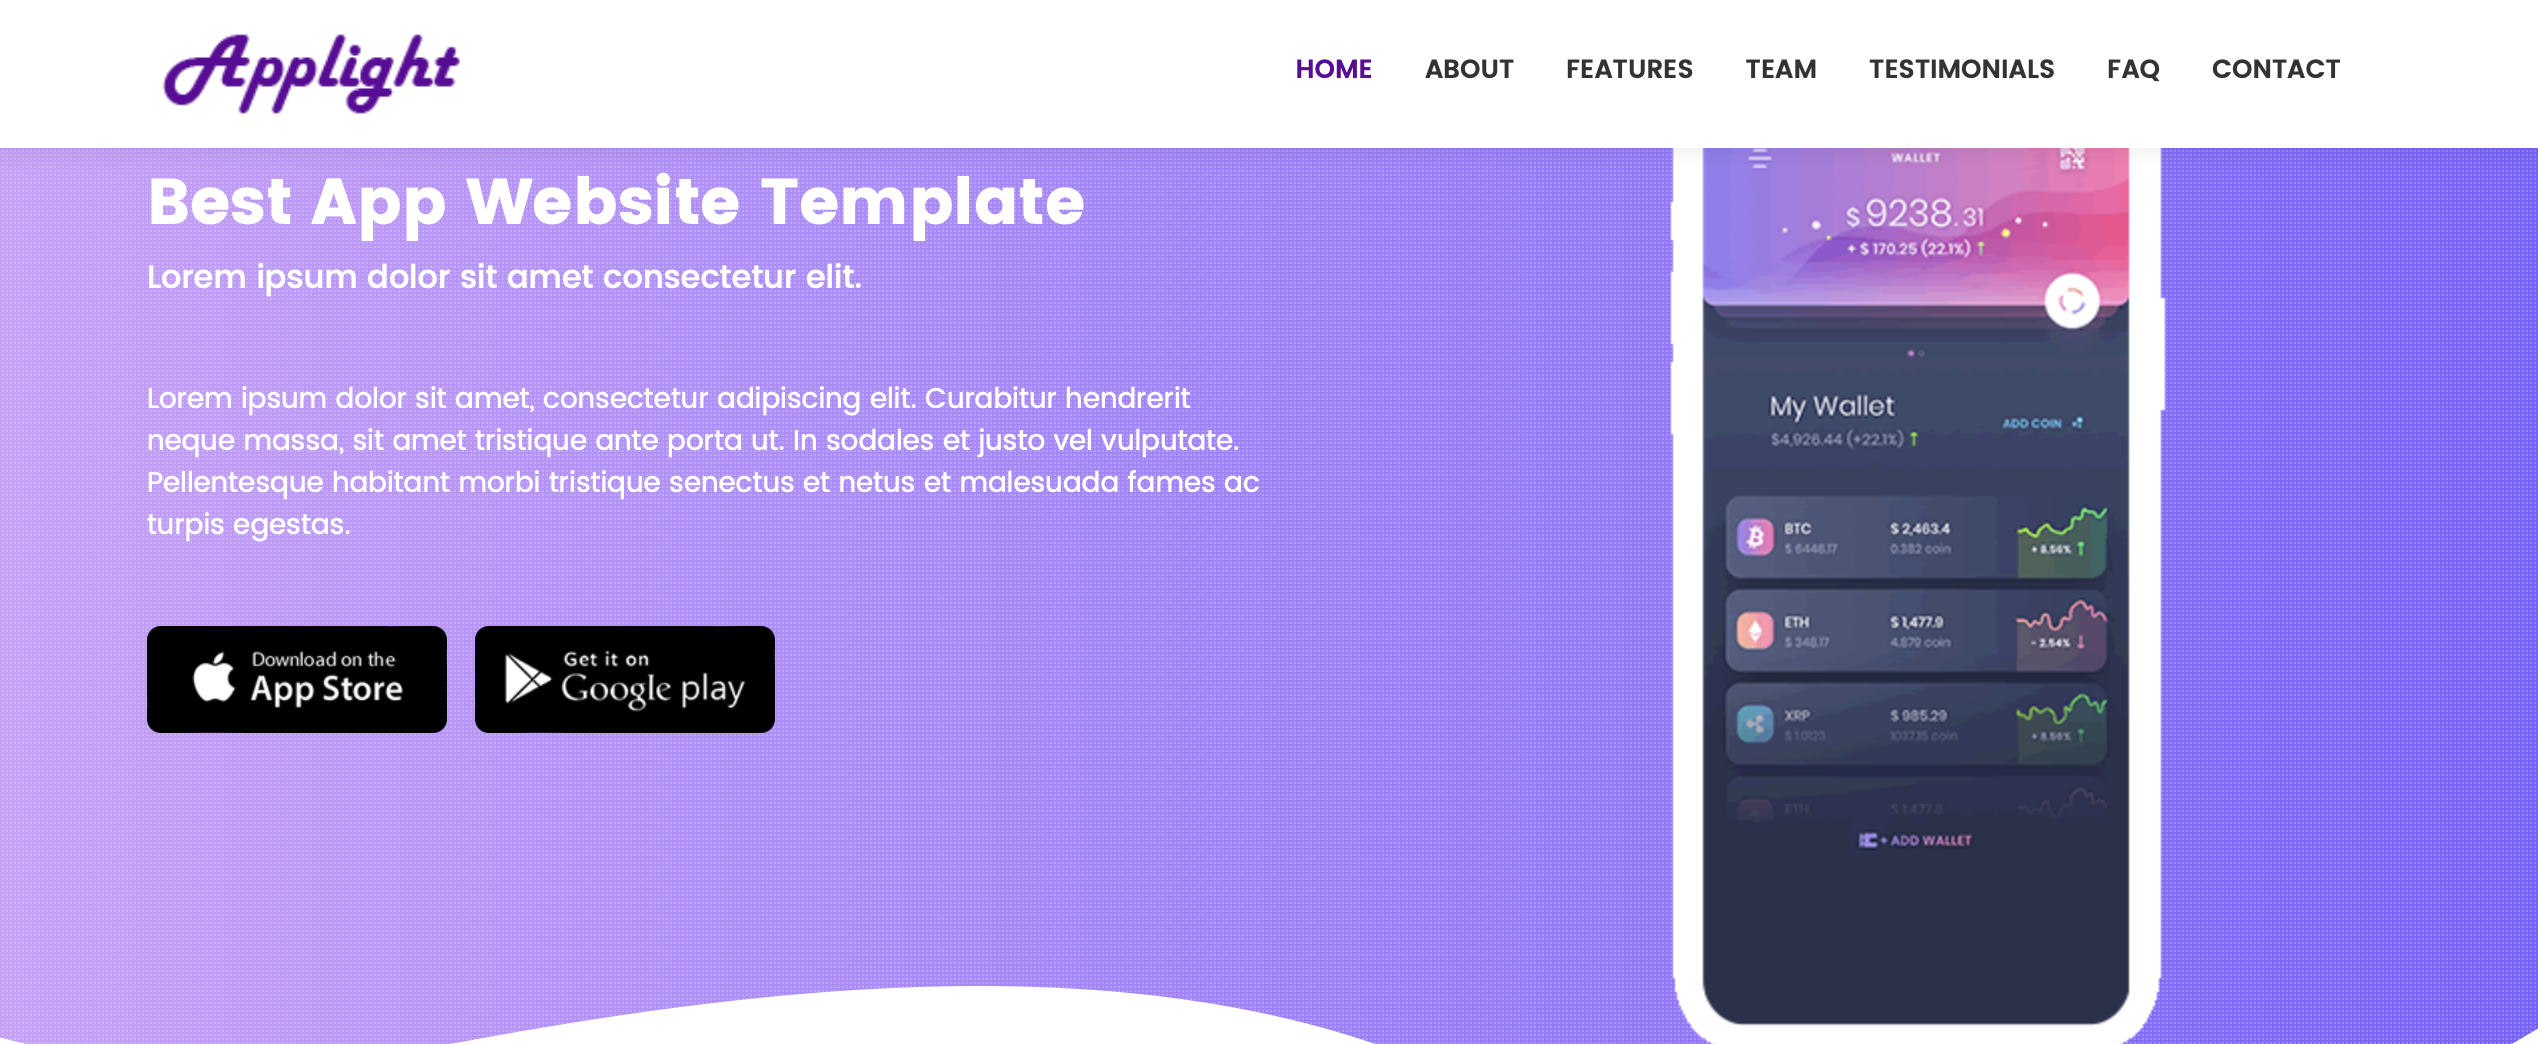 Applight
HOME ABOUT FEATURES TEAM TESTIMONIALS FAQ CONTACT
Best App Website Template
Lorem ipsum dolor sit amet consectetur elit.
Lorem ipsum dolor sit amet, consectetur adipiscing elit. Curabitur hendrerit
neque massa, sit amet tristique ante porta ut. In sodales et justo vel vulputate.
Pellentesque habitant morbi tristique senectus et netus et malesuada fames ac
turpis egestas.
Download on the
App Store
Get it on
Google play
WALLET
$ 9238.31
+ $ 170.25 (22.1%)
My Wallet
ADD COIN
$4,926.44 (+22.1%)
BTC $ 2,463.4
$ 6448.17 0.382 coin + 8.56%
ETH $ 1,477.9
$ 348.17 4.879 coin - 2.54%
XRP $ 985.29
$ 1.0123 1037.15 coin + 8.56%
ETH $ 1,477.9
+ ADD WALLET